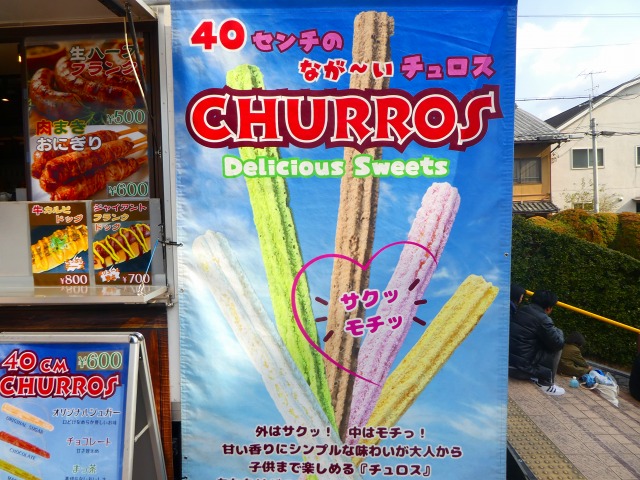 生ハーブ
フランク
¥500
肉まき
おにぎり
¥600
牛カルビ
ドッグ
¥800
ジャイアント
フランク
ドッグ
¥700
40 CM
¥600
CHURROS
オリジナルシュガー
ORIGINAL SUGAR
チョコレート
CHOCOLATE
40センチの
なが〜いチュロス
CHURROS
Delicious Sweets
サクッ
モチッ
外はサクッ！ 中はモチっ！
甘い香りにシンプルな味わいが大人から
子供まで楽しめる『チュロス』